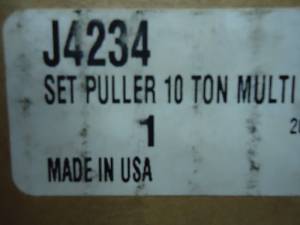 J4234
SET PULLER 10 TON MULTI
1
MADE IN USA